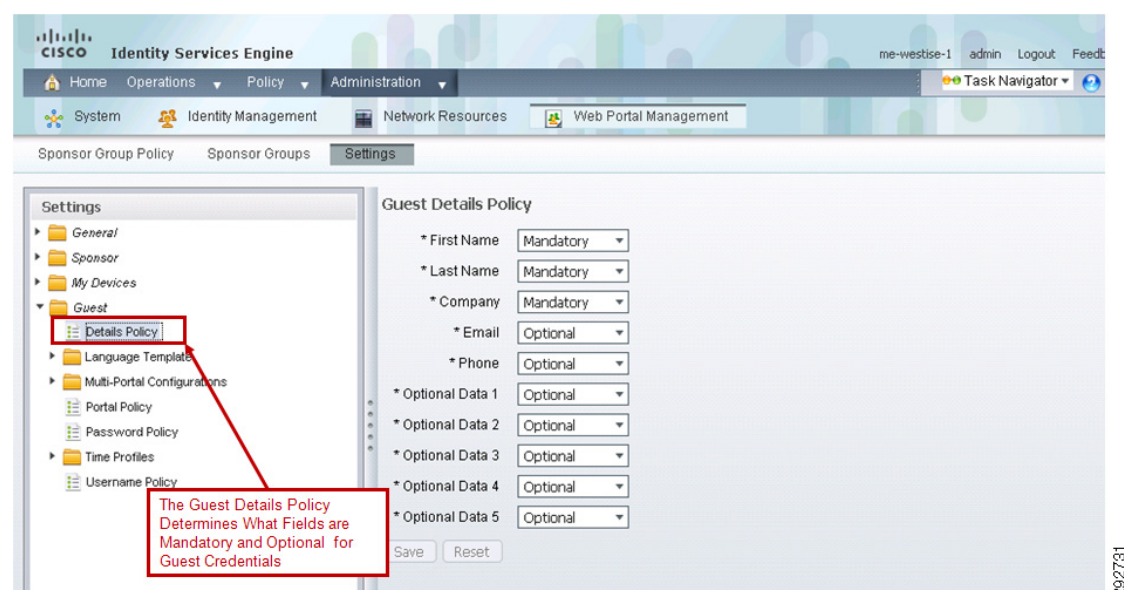 CISCO Identity Services Engine
me-westise-1 admin Logout Feedb
Home Operations Policy Administration
Task Navigator
System Identity Management Network Resources Web Portal Management
Sponsor Group Policy Sponsor Groups Settings
Settings
General
Sponsor
My Devices
Guest
Details Policy
Language Template
Multi-Portal Configurations
Portal Policy
Password Policy
Time Profiles
Username Policy
The Guest Details Policy
Determines What Fields are
Mandatory and Optional for
Guest Credentials
Guest Details Policy
* First Name Mandatory
* Last Name Mandatory
* Company Mandatory
* Email Optional
* Phone Optional
* Optional Data 1 Optional
* Optional Data 2 Optional
* Optional Data 3 Optional
* Optional Data 4 Optional
* Optional Data 5 Optional
Save Reset
292731